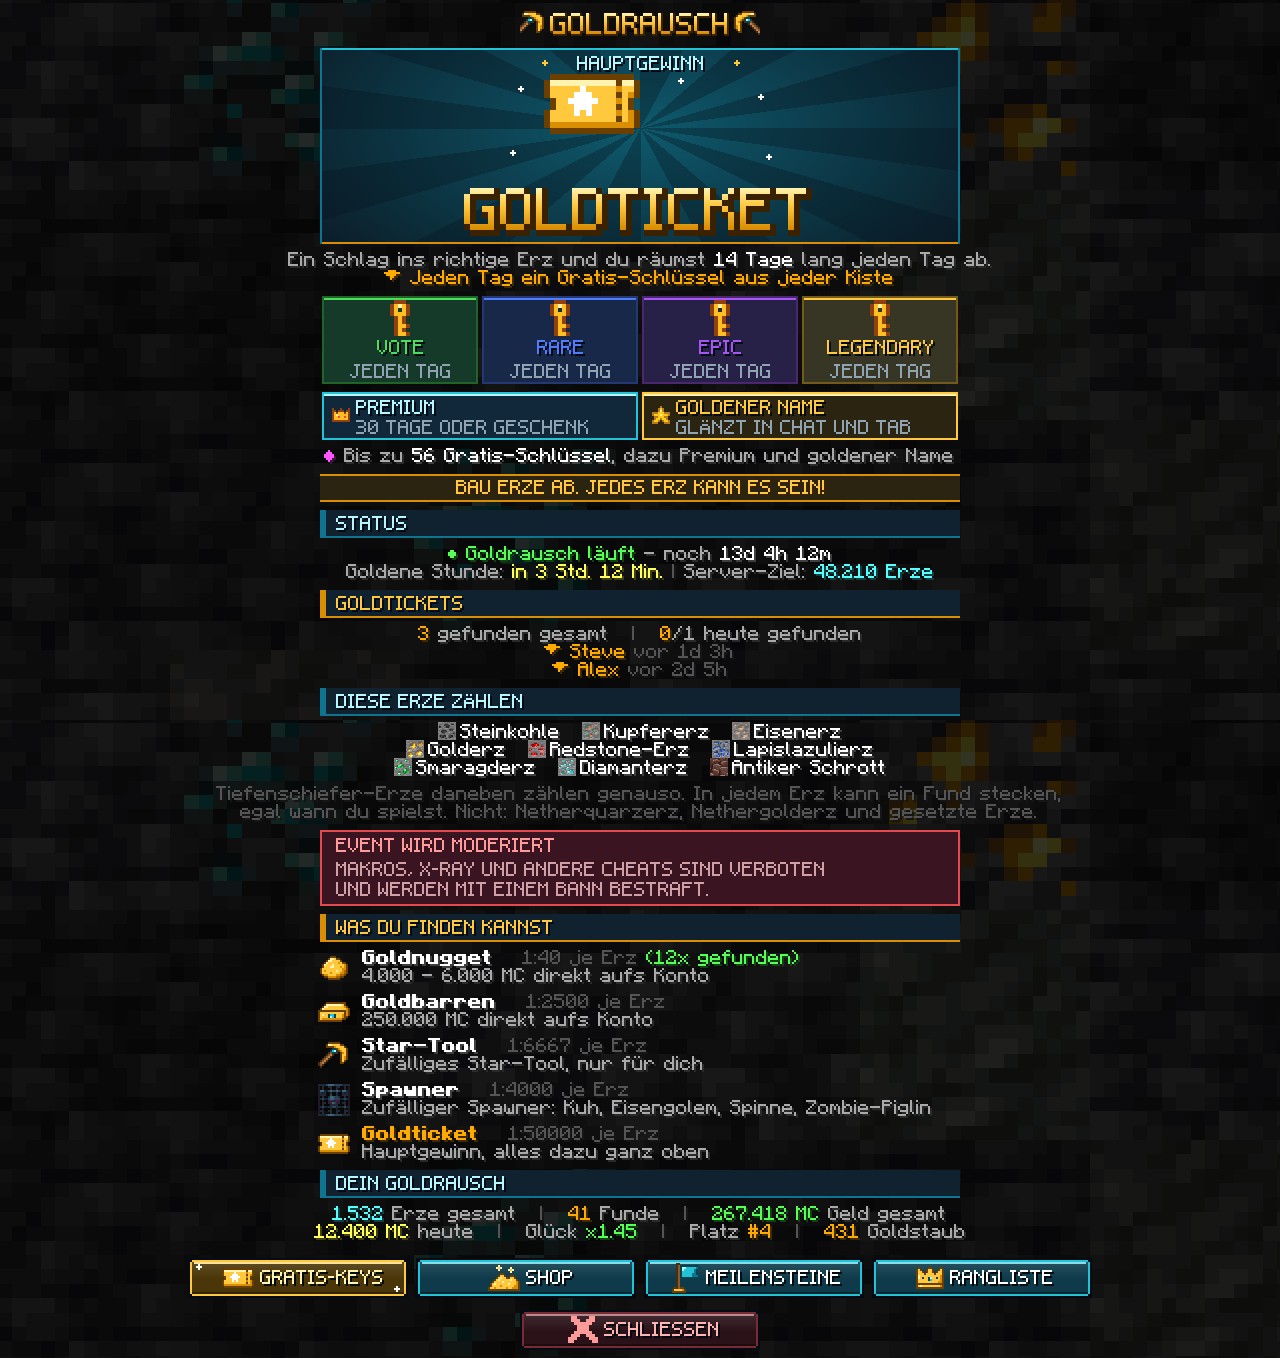 GOLDRAUSCH
HAUPTGEWINN
GOLDTICKET
Ein Schlag ins richtige Erz und du räumst 14 Tage lang jeden Tag ab.
Jeden Tag ein Gratis-Schlüssel aus jeder Kiste
VOTE RARE EPIC LEGENDARY
JEDEN TAG JEDEN TAG JEDEN TAG JEDEN TAG
PREMIUM GOLDENER NAME
30 TAGE ODER GESCHENK GLÄNZT IN CHAT UND TAB
Bis zu 56 Gratis-Schlüssel, dazu Premium und goldener Name
BAU ERZE AB. JEDES ERZ KANN ES SEIN!
STATUS
• Goldrausch läuft - noch 13d 4h 12m
Goldene Stunde: in 3 Std. 12 Min. | Server-Ziel: 48.210 Erze
GOLDTICKETS
3 gefunden gesamt | 0/1 heute gefunden
Steve vor 1d 3h
Alex vor 2d 5h
DIESE ERZE ZÄHLEN
Steinkohle Kupfererz Eisenerz
Golderz Redstone-Erz Lapislazulierz
Smaragderz Diamanterz Antiker Schrott
Tiefenschiefer-Erze daneben zählen genauso. In jedem Erz kann ein Fund stecken,
egal wann du spielst. Nicht: Netherquarzerz, Nethergolderz und gesetzte Erze.
EVENT WIRD MODERIERT
MAKROS, X-RAY UND ANDERE CHEATS SIND VERBOTEN
UND WERDEN MIT EINEM BANN BESTRAFT.
WAS DU FINDEN KANNST
Goldnugget 1:40 je Erz (12x gefunden)
4.000 - 6.000 MC direkt aufs Konto
Goldbarren 1:2500 je Erz
250.000 MC direkt aufs Konto
Star-Tool 1:6667 je Erz
Zufälliges Star-Tool, nur für dich
Spawner 1:4000 je Erz
Zufälliger Spawner: Kuh, Eisengolem, Spinne, Zombie-Piglin
Goldticket 1:50000 je Erz
Hauptgewinn, alles dazu ganz oben
DEIN GOLDRAUSCH
1.532 Erze gesamt | 41 Funde | 267.418 MC Geld gesamt
12.400 MC heute | Glück x1.45 | Platz #4 | 431 Goldstaub
GRATIS-KEYS SHOP MEILENSTEINE RANGLISTE
SCHLIESSEN